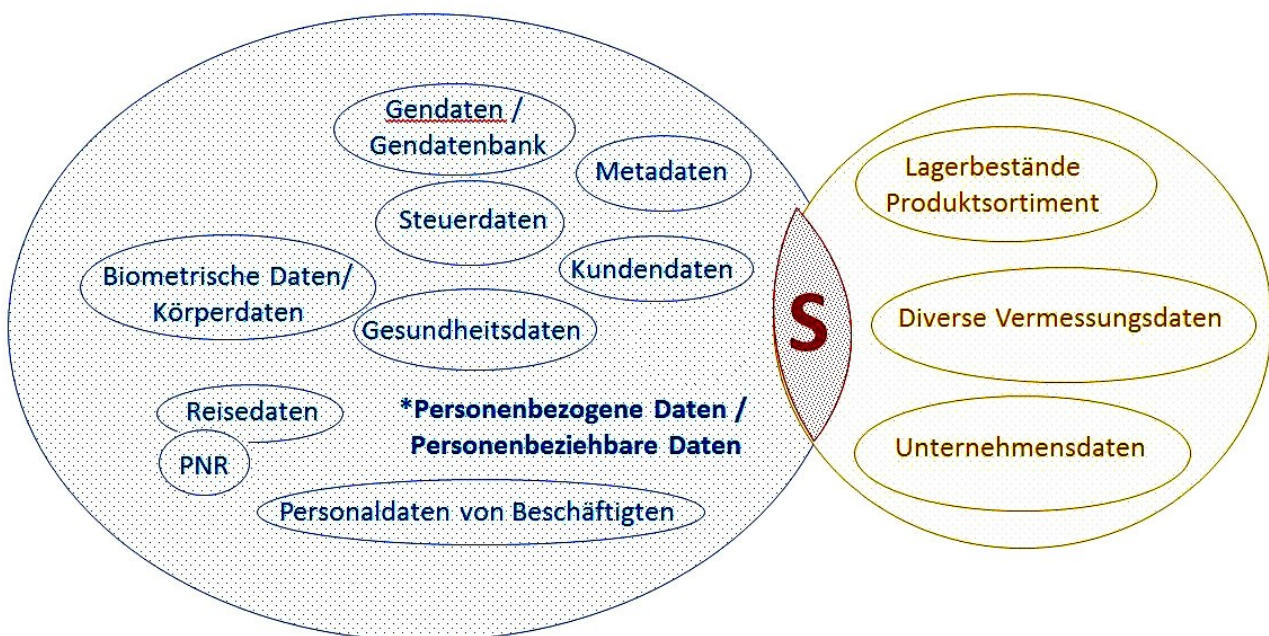 Gendaten /
Gendatenbank
Metadaten
Steuerdaten
Kundendaten
Biometrische Daten/
Körperdaten
Gesundheitsdaten
Reisedaten
PNR
*Personenbezogene Daten /
Personenbeziehbare Daten
Personaldaten von Beschäftigten
S
Lagerbestände
Produktsortiment
Diverse Vermessungsdaten
Unternehmensdaten